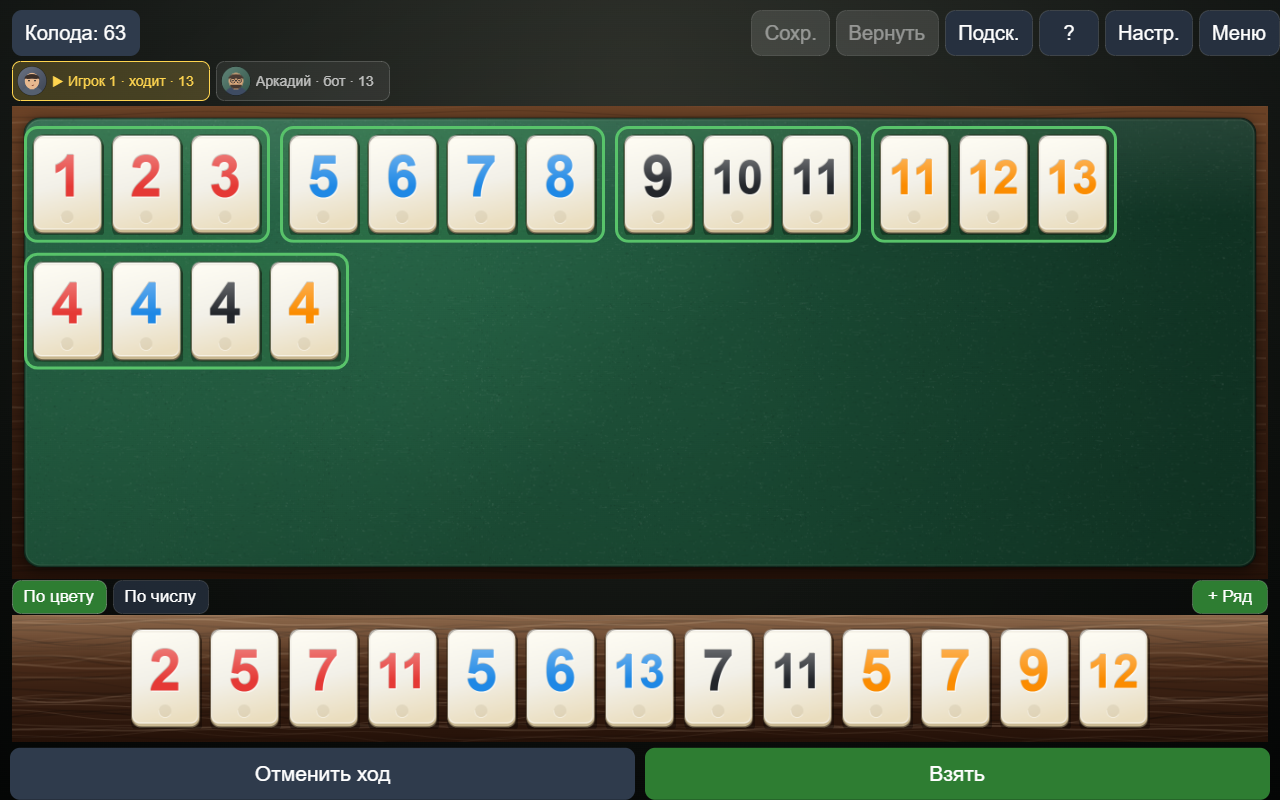 Колода: 63 Сохр. Вернуть Подск. ? Настр. Меню
▶ Игрок 1 · ходит · 13 Аркадий · бот · 13
1 2 3 5 6 7 8 9 10 11 11 12 13
4 4 4 4
По цвету По числу + Ряд
2 5 7 11 5 6 13 7 11 5 7 9 12
Отменить ход Взять